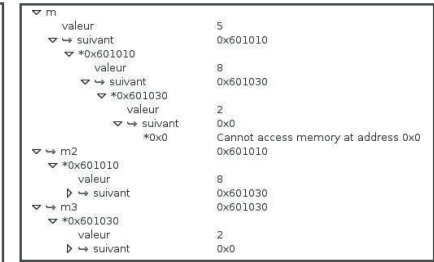 m
valeur 5
suivant 0x601010
*0x601010
valeur 8
suivant 0x601030
*0x601030
valeur 2
suivant 0x0
*0x0 Cannot access memory at address 0x0
m2 0x601010
*0x601010
valeur 8
suivant 0x601030
m3 0x601030
*0x601030
valeur 2
suivant 0x0